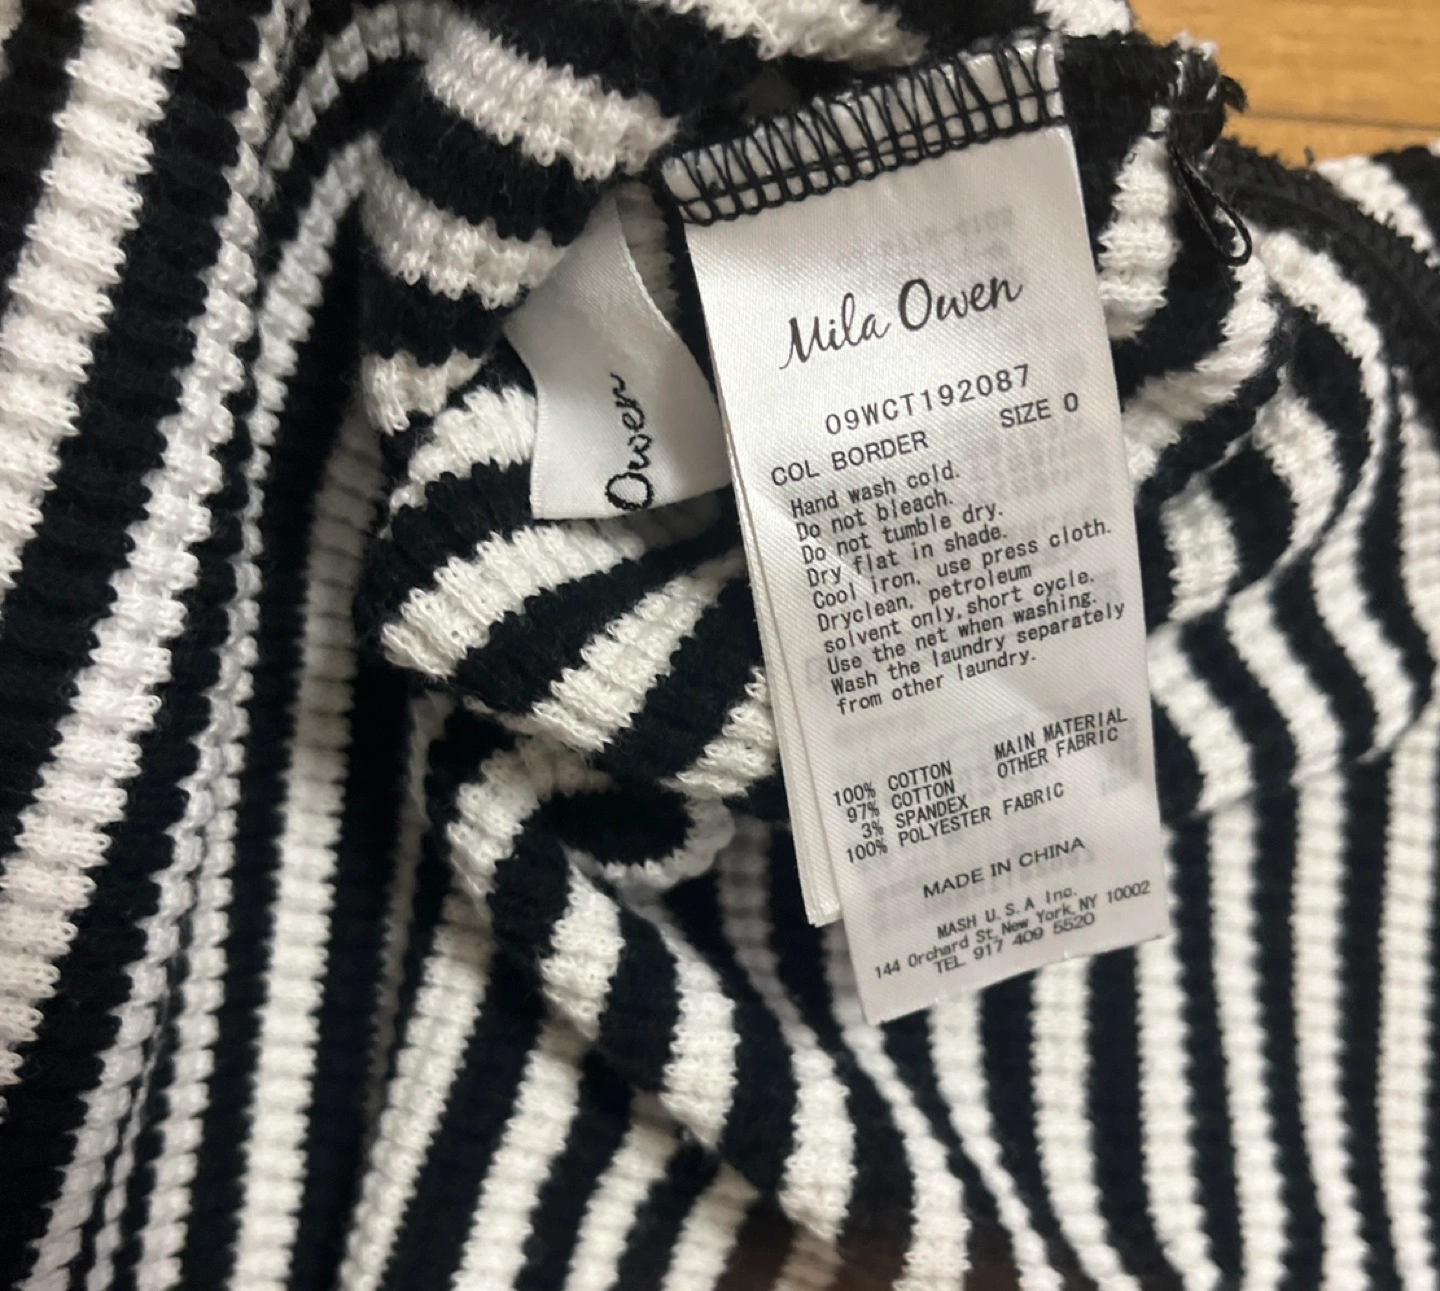 Mila Owen
09WCT192087
COL BORDER SIZE 0
Hand wash cold.
Do not bleach.
Do not tumble dry.
Dry flat in shade.
Cool iron, use press cloth.
Dryclean, petroleum
solvent only, short cycle.
Use the net when washing.
Wash the laundry separately
from other laundry.
100% COTTON MAIN MATERIAL
97% COTTON OTHER FABRIC
3% SPANDEX
100% POLYESTER FABRIC
MADE IN CHINA
MASH U.S.A Inc.
144 Orchard St, New York, NY 10002
TEL 917 409 5520
Owen